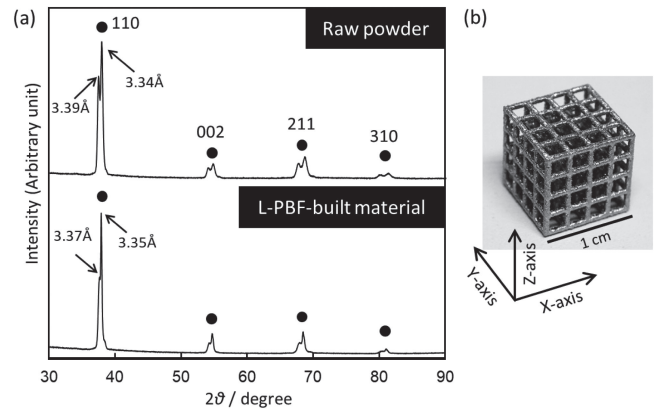 (a)
110
Raw powder
3.39Å
3.34Å
002
211
310
L-PBF-built material
3.37Å
3.35Å
Intensity (Arbitrary unit)
30 40 50 60 70 80 90
2ϑ / degree
(b)
1 cm
Y-axis
Z-axis
X-axis